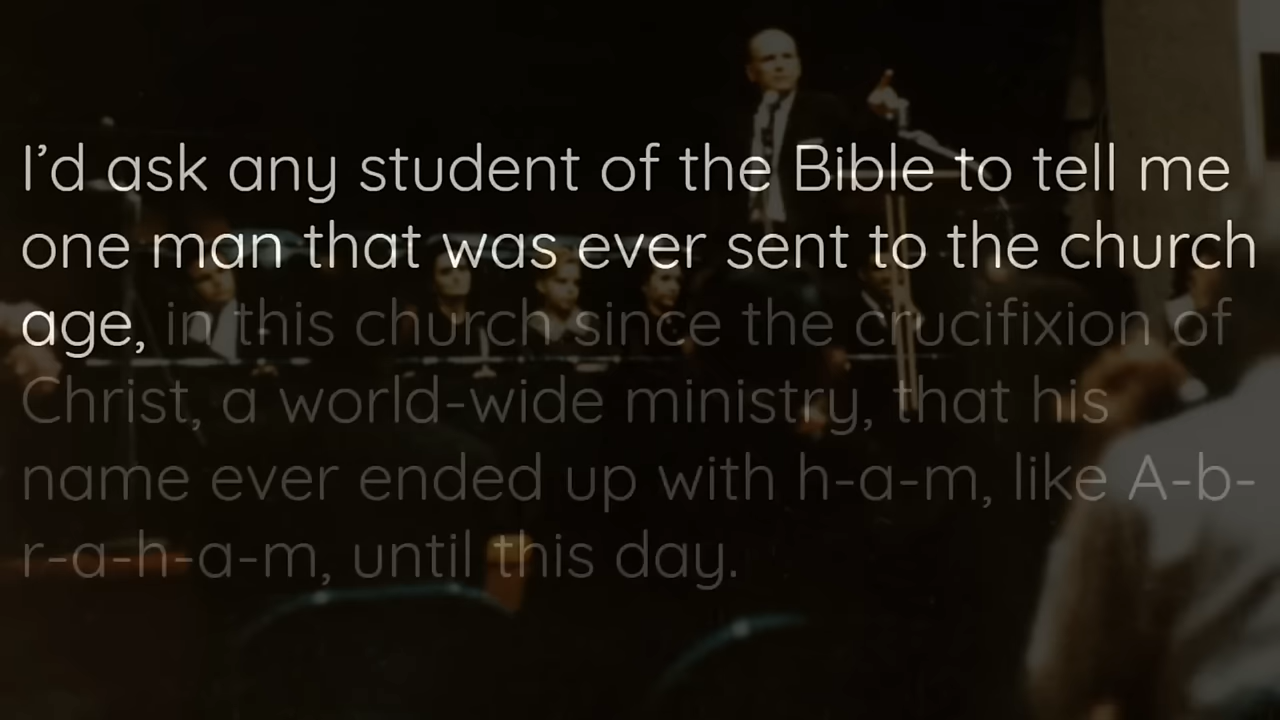 I’d ask any student of the Bible to tell me
one man that was ever sent to the church
age, in this church since the crucifixion of
Christ, a world-wide ministry, that his
name ever ended up with h-a-m, like A-b-
r-a-h-a-m, until this day.